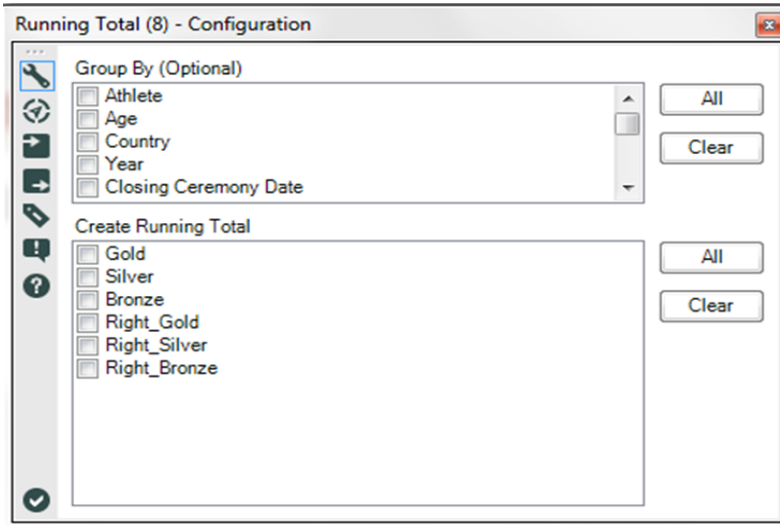 Running Total (8) - Configuration
Group By (Optional)
Athlete
Age
Country
Year
Closing Ceremony Date
All
Clear
Create Running Total
Gold
Silver
Bronze
Right_Gold
Right_Silver
Right_Bronze
All
Clear